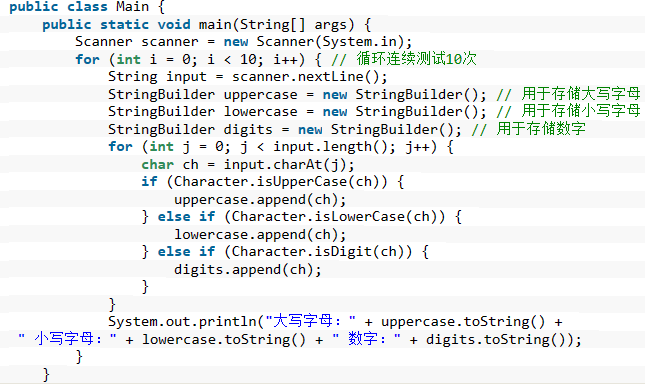 public class Main {
    public static void main(String[] args) {
        Scanner scanner = new Scanner(System.in);
        for (int i = 0; i < 10; i++) { // 循环连续测试10次
            String input = scanner.nextLine();
            StringBuilder uppercase = new StringBuilder(); // 用于存储大写字母
            StringBuilder lowercase = new StringBuilder(); // 用于存储小写字母
            StringBuilder digits = new StringBuilder(); // 用于存储数字
            for (int j = 0; j < input.length(); j++) {
                char ch = input.charAt(j);
                if (Character.isUpperCase(ch)) {
                    uppercase.append(ch);
                } else if (Character.isLowerCase(ch)) {
                    lowercase.append(ch);
                } else if (Character.isDigit(ch)) {
                    digits.append(ch);
                }
            }
            System.out.println("大写字母：" + uppercase.toString() +
 " 小写字母：" + lowercase.toString() + " 数字：" + digits.toString());
        }
    }